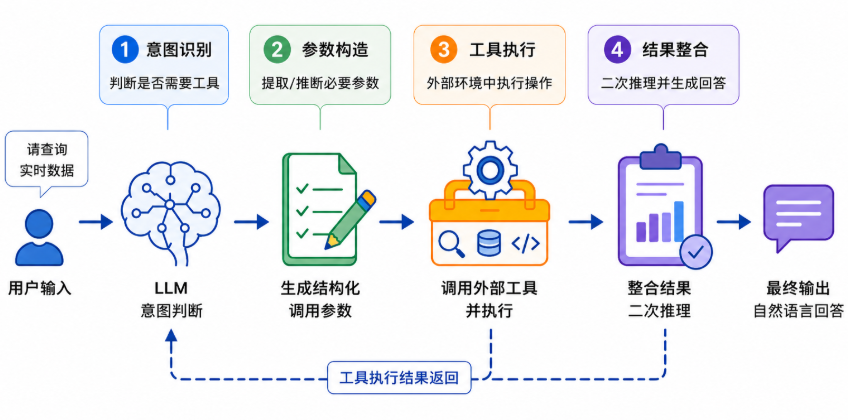 1 意图识别
判断是否需要工具
2 参数构造
提取/推断必要参数
3 工具执行
外部环境中执行操作
4 结果整合
二次推理并生成回答
请查询
实时数据
</>
用户输入
LLM
意图判断
生成结构化
调用参数
调用外部工具
并执行
整合结果
二次推理
最终输出
自然语言回答
工具执行结果返回